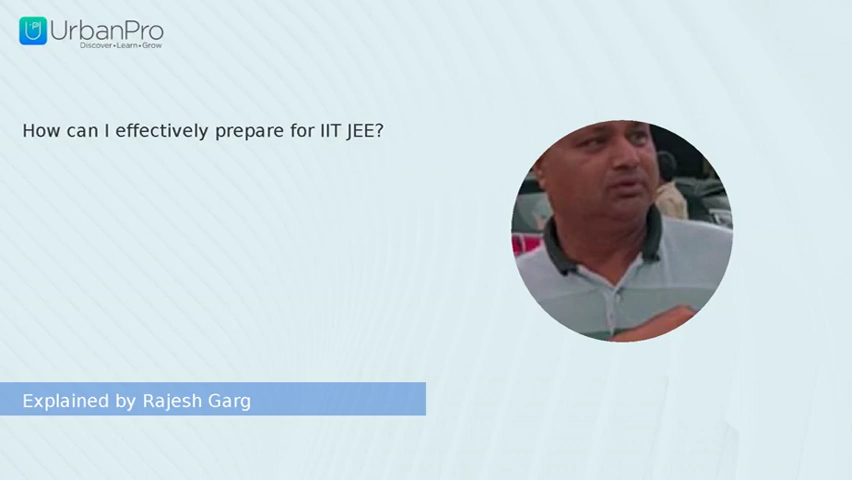 UrbanPro
Discover•Learn•Grow
How can I effectively prepare for IIT JEE?
Explained by Rajesh Garg